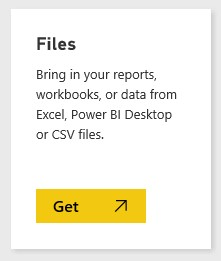 Files
Bring in your reports,
workbooks, or data from
Excel, Power BI Desktop
or CSV files.
Get